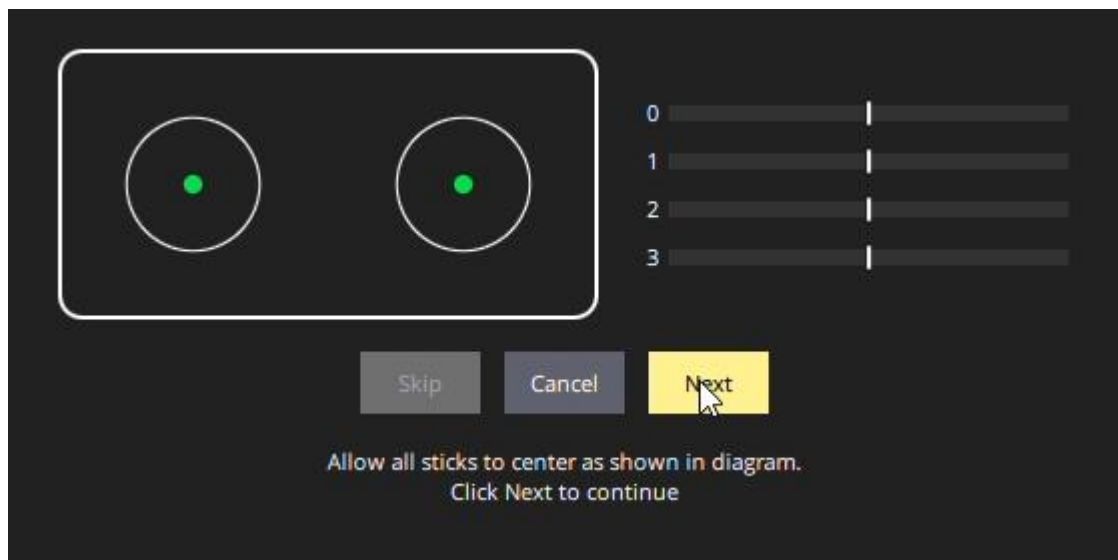 0
1
2
3
Skip
Cancel
Next
Allow all sticks to center as shown in diagram.
Click Next to continue